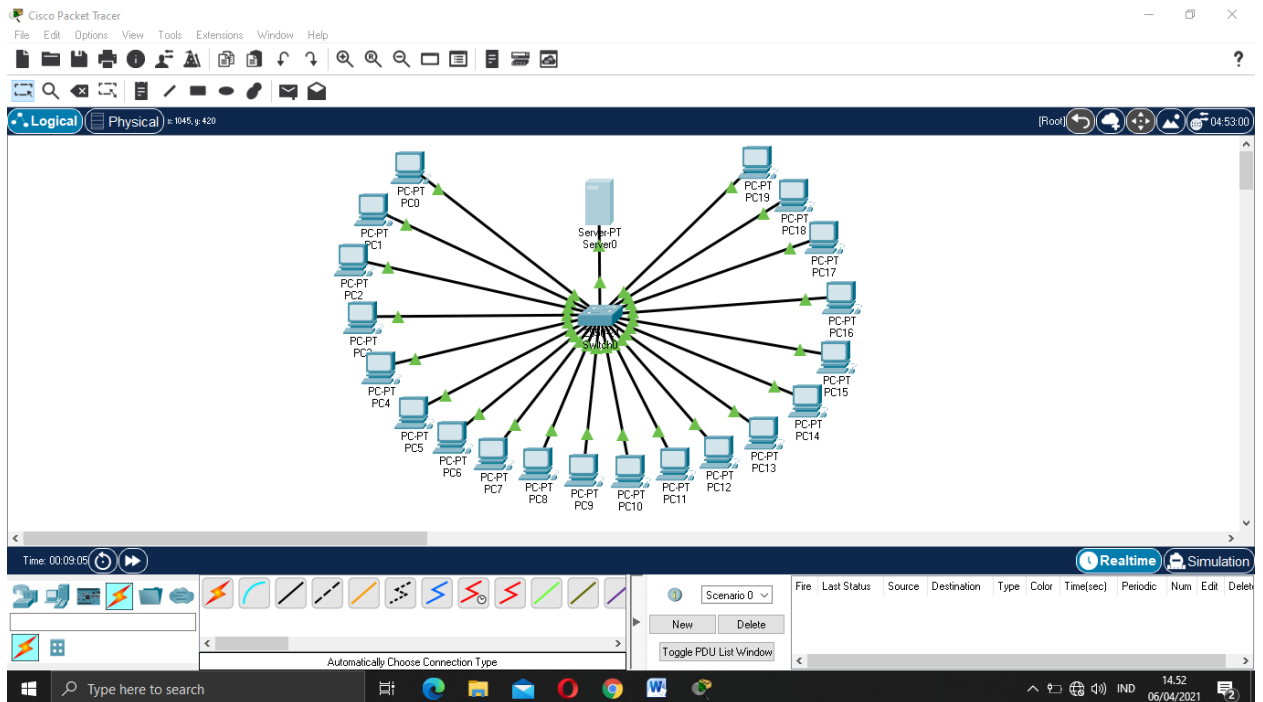 Cisco Packet Tracer
File Edit Options View Tools Extensions Window Help
?
Logical Physical x: 1045, y: 420
[Root] 04:53:00
PC-PT
PC0
PC-PT
PC1
PC-PT
PC2
PC-PT
PC-PT
PC4
PC-PT
PC5
PC-PT
PC6
PC-PT
PC7
PC-PT
PC8
PC-PT
PC9
PC-PT
PC10
PC-PT
PC11
PC-PT
PC12
PC-PT
PC13
PC-PT
PC14
PC-PT
PC15
PC-PT
PC16
PC-PT
PC17
PC-PT
PC18
PC-PT
PC19
Server-PT
Server0
Switch0
Time: 00:09:05
Realtime Simulation
Scenario 0
New Delete
Toggle PDU List Window
Fire Last Status Source Destination Type Color Time(sec) Periodic Num Edit
Automatically Choose Connection Type
Type here to search
IND
14.52
06/04/2021
2